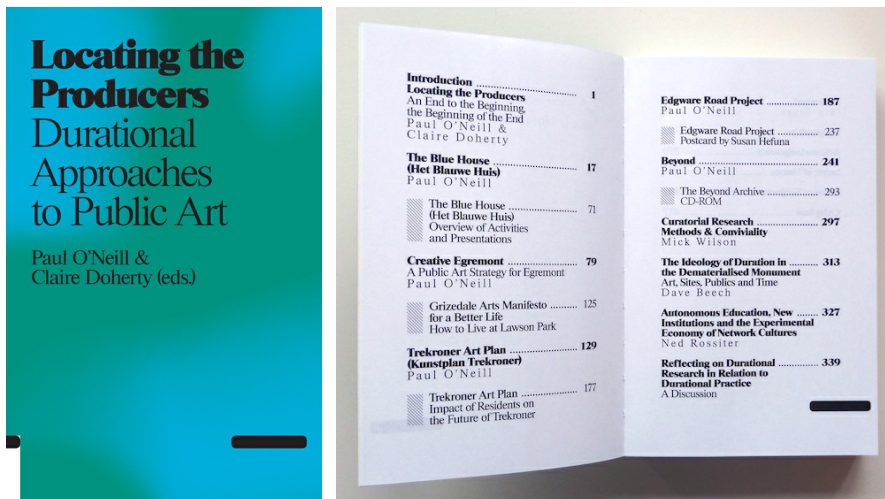 Locating the
Producers
Durational
Approaches
to Public Art
Paul O'Neill &
Claire Doherty (eds.)
Introduction ........................ 1
Locating the Producers
An End to the Beginning,
the Beginning of the End
Paul O'Neill &
Claire Doherty
The Blue House ........................ 17
(Het Blauwe Huis)
Paul O'Neill
The Blue House ........................ 71
(Het Blauwe Huis)
Overview of Activities
and Presentations
Creative Egremont ........................ 79
A Public Art Strategy for Egremont
Paul O'Neill
Grizedale Arts Manifesto .......... 125
for a Better Life
How to Live at Lawson Park
Trekroner Art Plan ........................ 129
(Kunstplan Trekroner)
Paul O'Neill
Trekroner Art Plan ................ 177
Impact of Residents on
the Future of Trekroner
Edgware Road Project ................ 187
Paul O'Neill
Edgware Road Project ............ 237
Postcard by Susan Hefuna
Beyond ........................ 241
Paul O'Neill
The Beyond Archive ................ 293
CD-ROM
Curatorial Research ................ 297
Methods & Conviviality
Mick Wilson
The Ideology of Duration in .......... 313
the Dematerialised Monument
Art, Sites, Publics and Time
Dave Beech
Autonomous Education, New ........ 327
Institutions and the Experimental
Economy of Network Cultures
Ned Rossiter
Reflecting on Durational .............. 339
Research in Relation to
Durational Practice
A Discussion